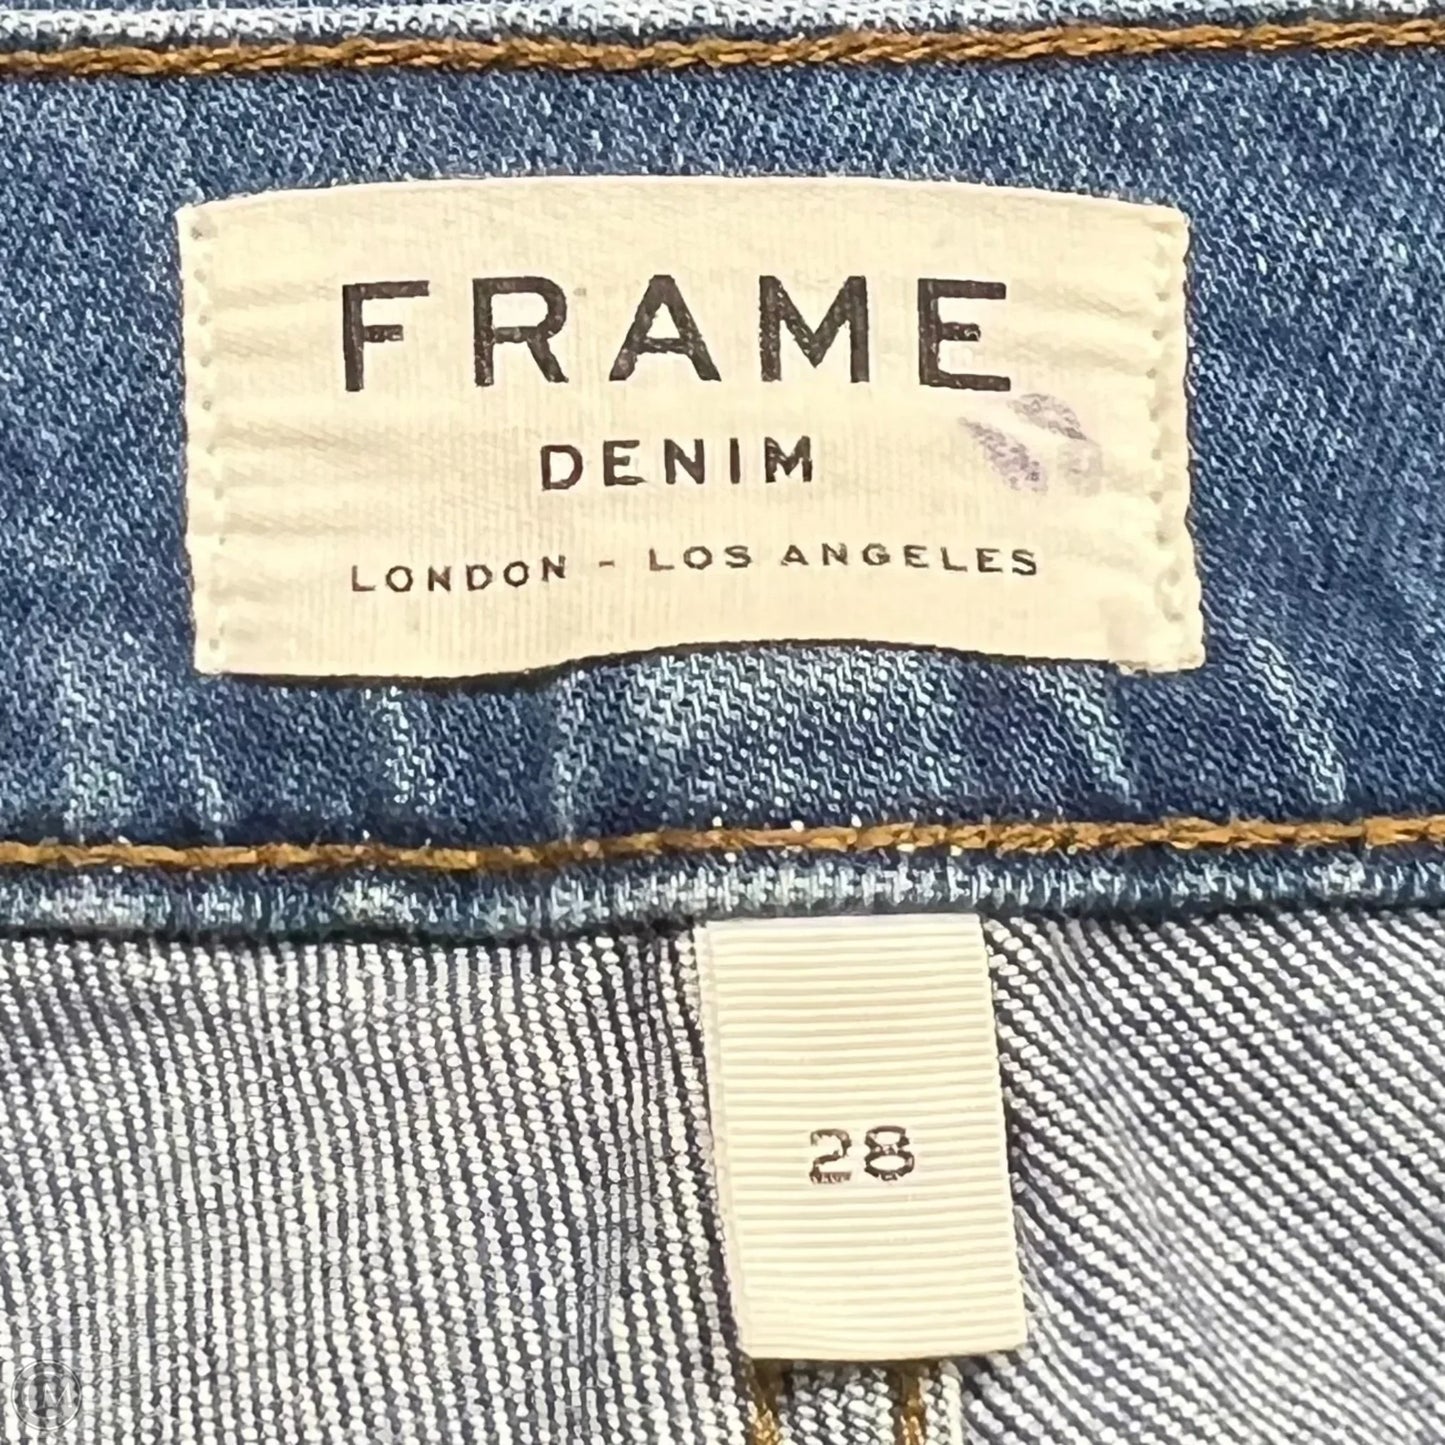 FRAME
DENIM
LONDON - LOS ANGELES
28